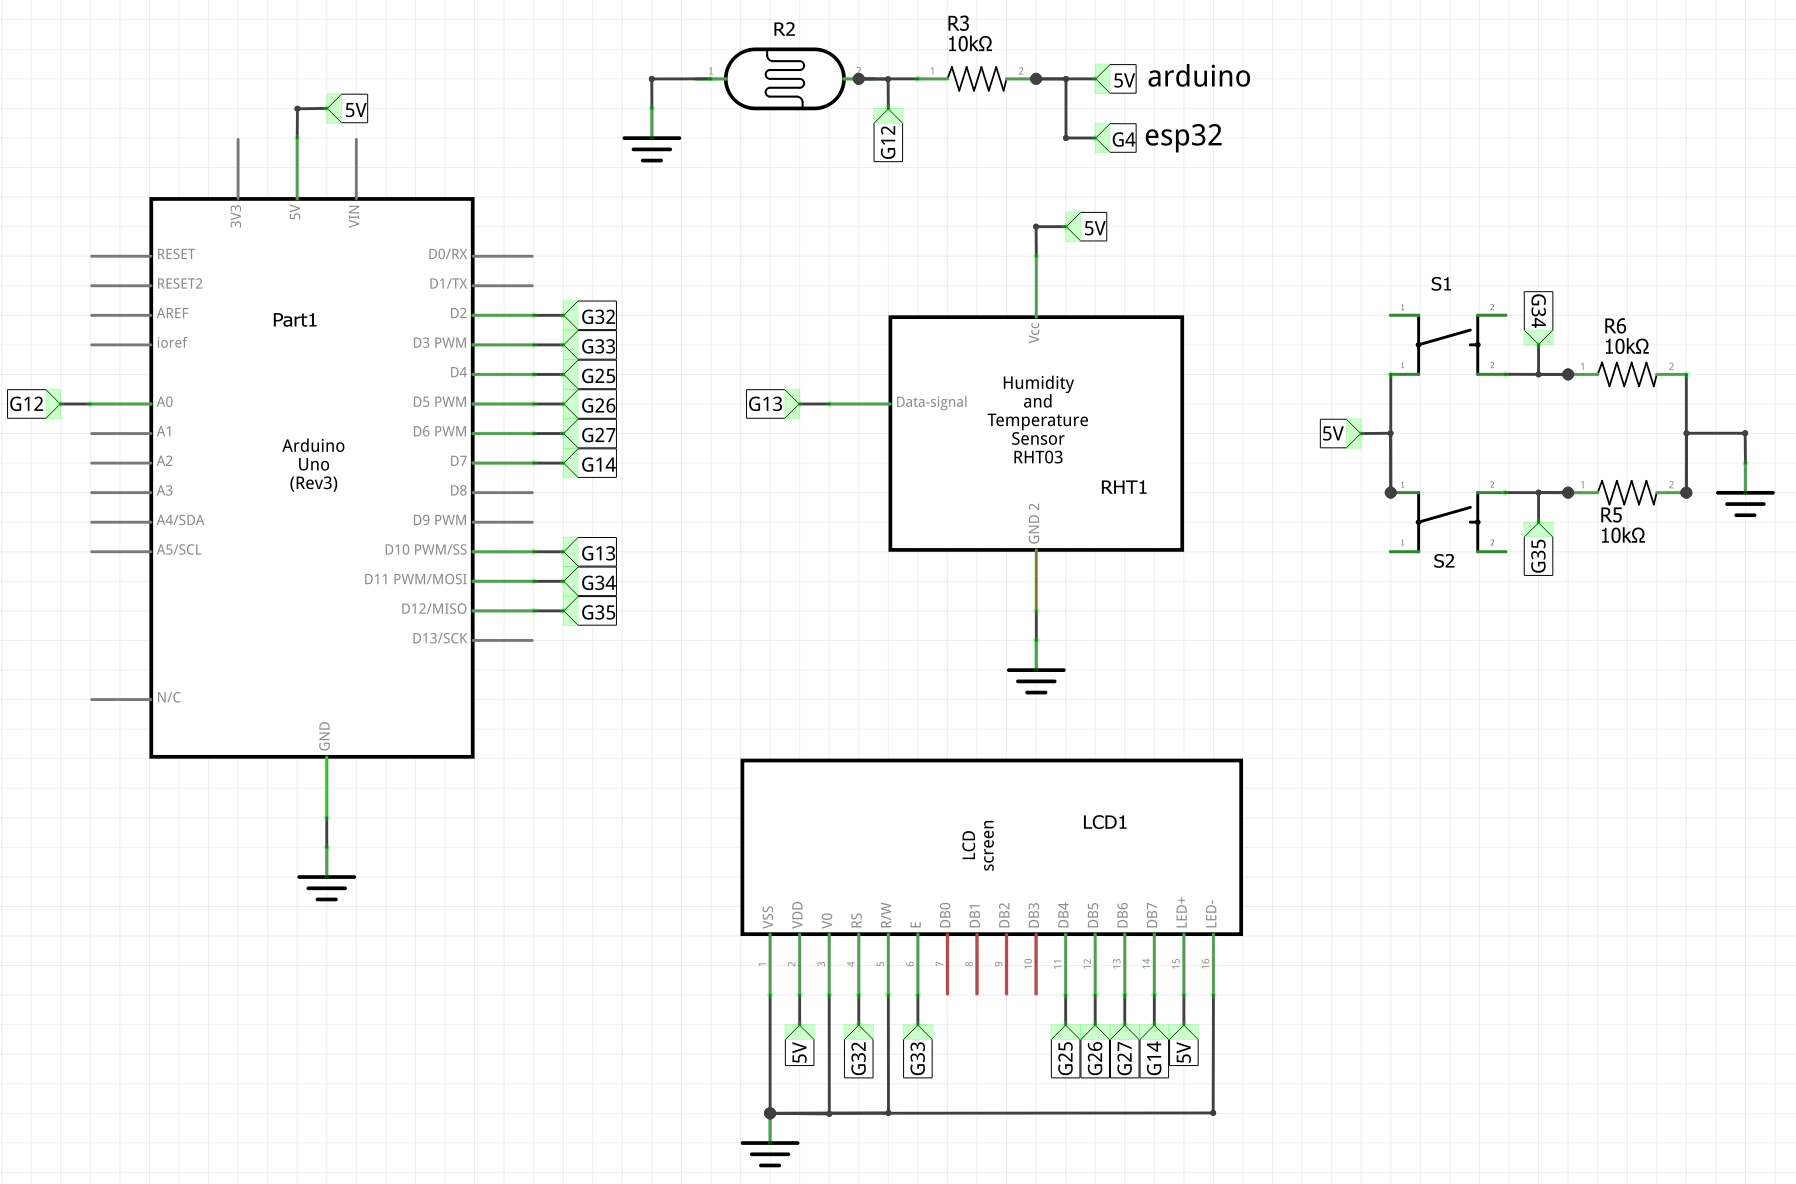 R2
1
2
R3
10kΩ
1
2
5V
arduino
G12
G4
esp32
5V
3V3
5V
VIN
RESET
RESET2
AREF
ioref
A0
A1
A2
A3
A4/SDA
A5/SCL
N/C
GND
Part1
Arduino
Uno
(Rev3)
D0/RX
D1/TX
D2
D3 PWM
D4
D5 PWM
D6 PWM
D7
D8
D9 PWM
D10 PWM/SS
D11 PWM/MOSI
D12/MISO
D13/SCK
G12
G32
G33
G25
G26
G27
G14
G13
G34
G35
5V
Vcc
G13
Data-signal
Humidity
and
Temperature
Sensor
RHT03
RHT1
GND 2
S1
1
2
1
2
G34
R6
10kΩ
1
2
5V
1
2
1
2
S2
G35
1
2
R5
10kΩ
LCD
screen
LCD1
VSS
VDD
V0
RS
R/W
E
DB0
DB1
DB2
DB3
DB4
DB5
DB6
DB7
LED+
LED-
1
2
3
4
5
6
7
8
9
10
11
12
13
14
15
16
5V
G32
G33
G25
G26
G27
G14
5V